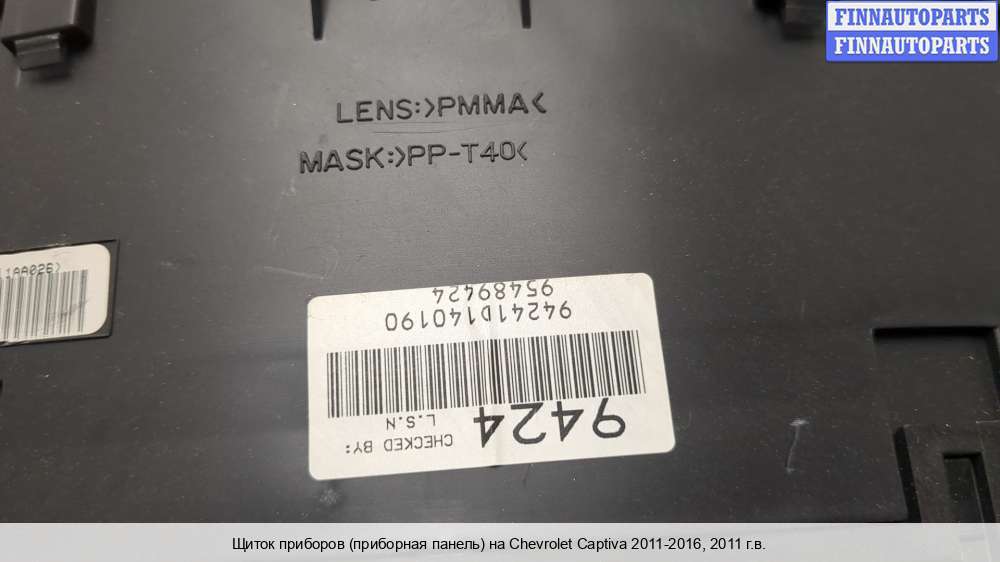 FINNAUTOPARTS
FINNAUTOPARTS
LENS:>PMMA<
MASK:>PP-T40<
11AA026>
95489424
94241D140190
9424
L.S.N
CHECKED BY:
Щиток приборов (приборная панель) на Chevrolet Captiva 2011-2016, 2011 г.в.